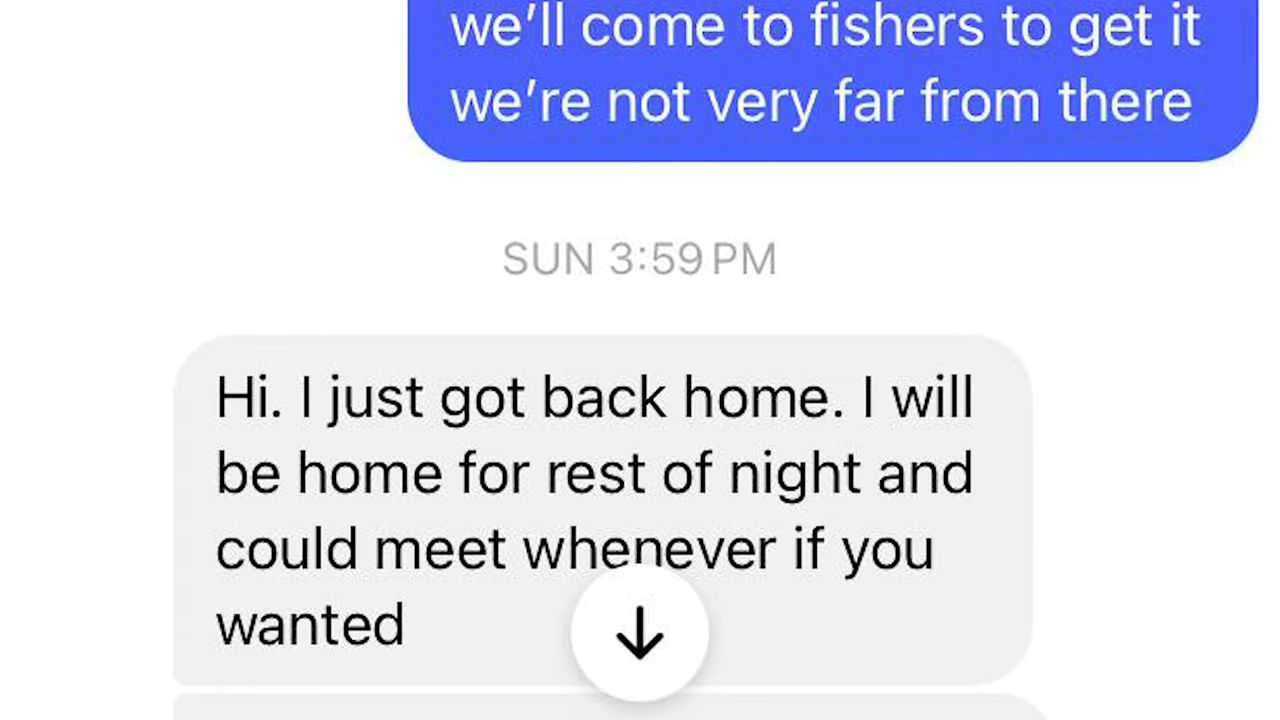 we'll come to fishers to get it
we're not very far from there
SUN 3:59 PM
Hi. I just got back home. I will
be home for rest of night and
could meet whenever if you
wanted